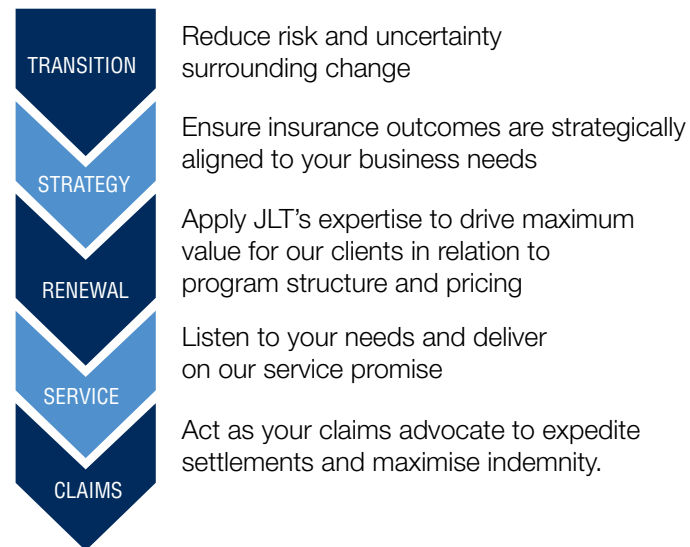 TRANSITION
Reduce risk and uncertainty
surrounding change
STRATEGY
Ensure insurance outcomes are strategically
aligned to your business needs
RENEWAL
Apply JLT’s expertise to drive maximum
value for our clients in relation to
program structure and pricing
SERVICE
Listen to your needs and deliver
on our service promise
CLAIMS
Act as your claims advocate to expedite
settlements and maximise indemnity.